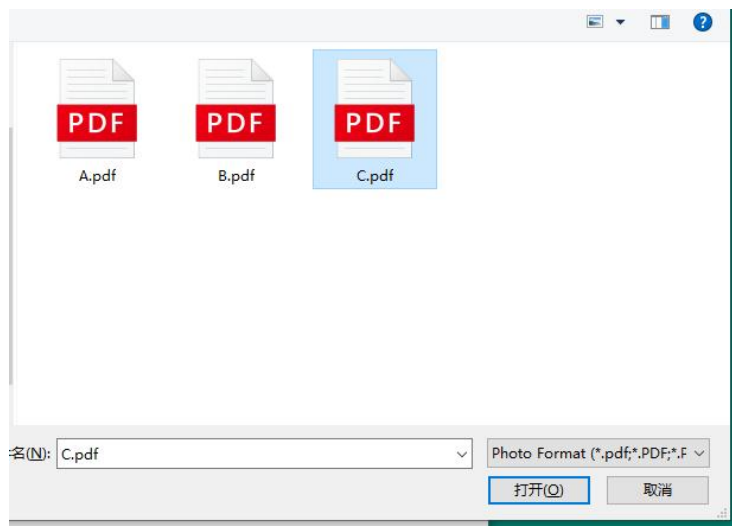 PDF PDF PDF
A.pdf B.pdf C.pdf
名(N): C.pdf Photo Format (*.pdf;*.PDF;*.F
打开(O) 取消